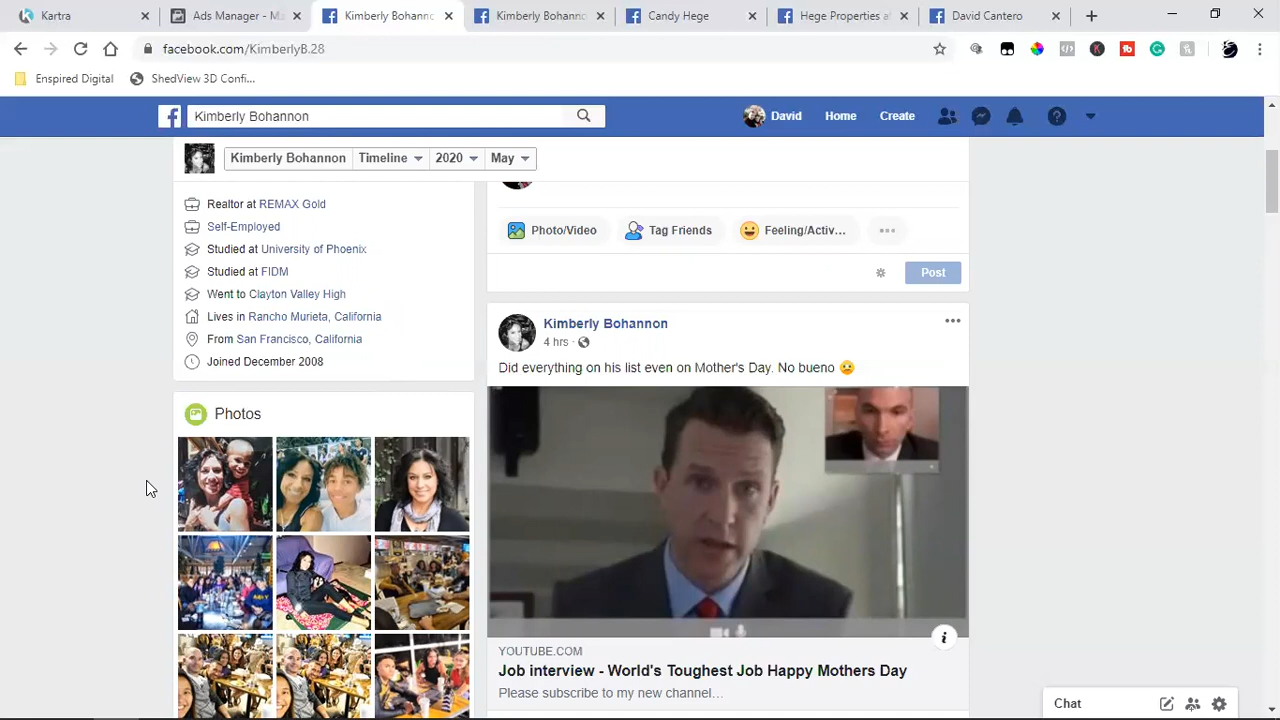 Kartra
Ads Manager - Ma
Kimberly Bohanno
Kimberly Bohanno
Candy Hege
Hege Properties a
David Cantero
facebook.com/KimberlyB.28
Enspired Digital
ShedView 3D Confi...
Kimberly Bohannon
David
Home
Create
Kimberly Bohannon
Timeline
2020
May
Realtor at REMAX Gold
Self-Employed
Studied at University of Phoenix
Studied at FIDM
Went to Clayton Valley High
Lives in Rancho Murieta, California
From San Francisco, California
Joined December 2008
Photos
Photo/Video
Tag Friends
Feeling/Activ...
Post
Kimberly Bohannon
4 hrs ·
Did everything on his list even on Mother's Day. No bueno
YOUTUBE.COM
Job interview - World's Toughest Job Happy Mothers Day
Please subscribe to my new channel...
Chat